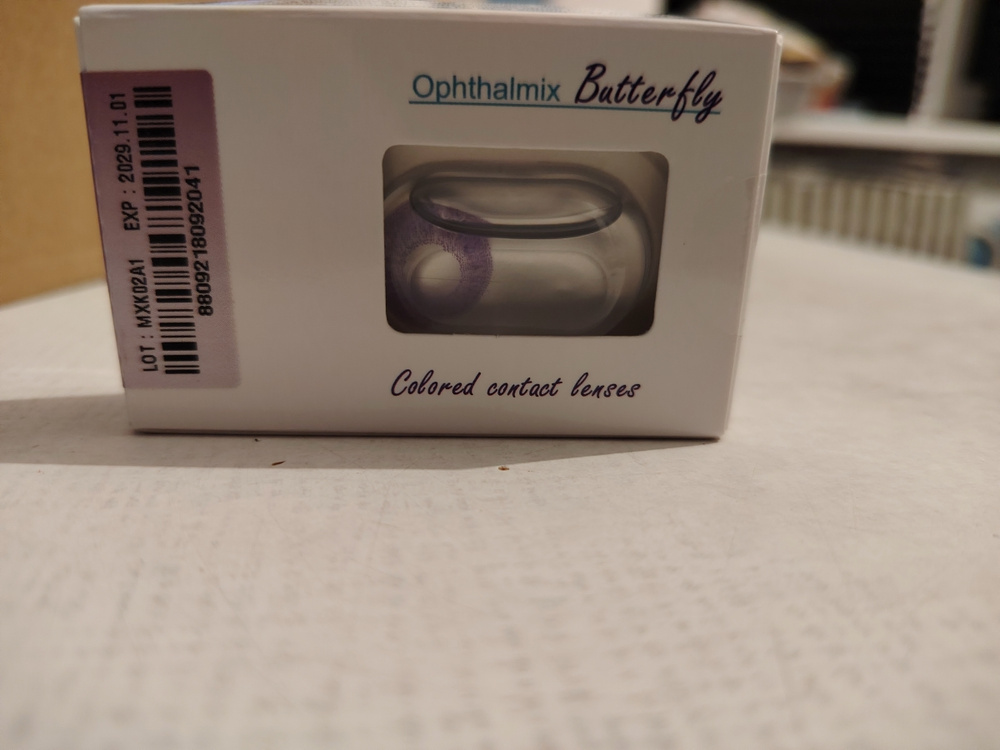 Ophthalmix Butterfly
Colored contact lenses
LOT : MXK02A1 EXP : 2029.11.01
8809218092041